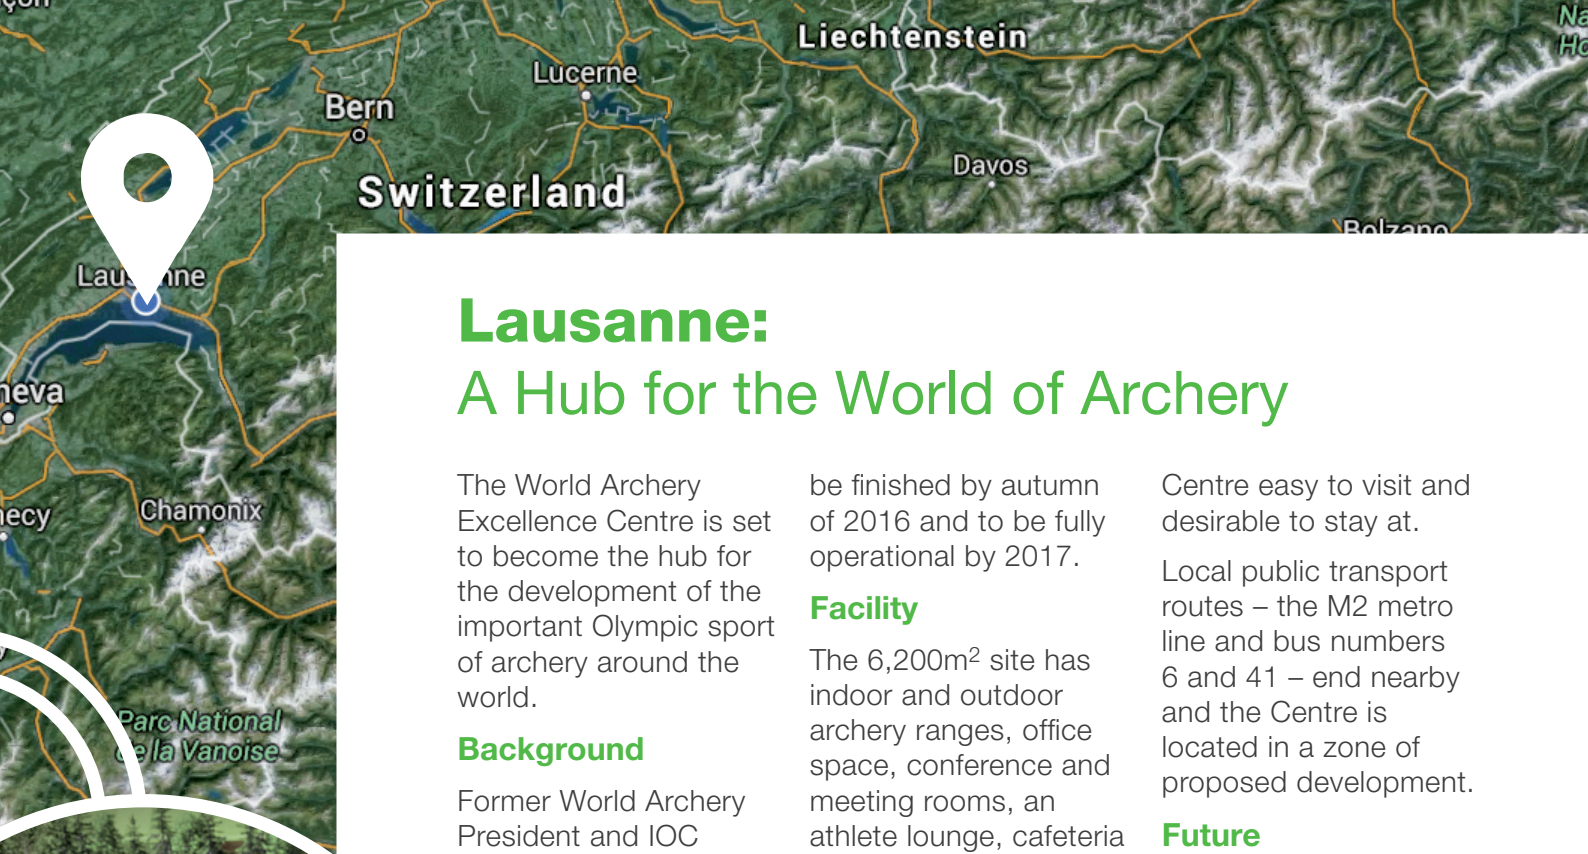 Liechtenstein
Lucerne
Bern
Davos
Switzerland
Bolzano
Lausanne
Chamonix
Parc National
de la Vanoise
Lausanne:
A Hub for the World of Archery
The World Archery
Excellence Centre is set
to become the hub for
the development of the
important Olympic sport
of archery around the
world.
Background
Former World Archery
President and IOC
be finished by autumn
of 2016 and to be fully
operational by 2017.
Facility
The 6,200m² site has
indoor and outdoor
archery ranges, office
space, conference and
meeting rooms, an
athlete lounge, cafeteria
Centre easy to visit and
desirable to stay at.
Local public transport
routes – the M2 metro
line and bus numbers
6 and 41 – end nearby
and the Centre is
located in a zone of
proposed development.
Future